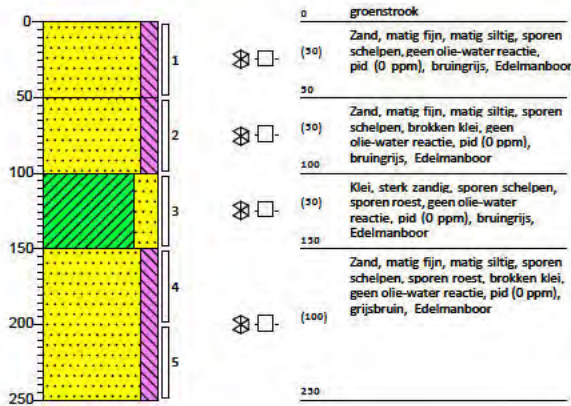 0 groenstrook
0
Zand, matig fijn, matig siltig, sporen
schelpen, geen olie-water reactie,
pid (0 ppm), bruingrijs, Edelmanboor
(50)
1
50
50
Zand, matig fijn, matig siltig, sporen
schelpen, brokken klei, geen
olie-water reactie, pid (0 ppm),
bruingrijs, Edelmanboor
(50)
2
100
100
Klei, sterk zandig, sporen schelpen,
sporen roest, geen olie-water
reactie, pid (0 ppm), bruingrijs,
Edelmanboor
(50)
3
150
150
Zand, matig fijn, matig siltig, sporen
schelpen, sporen roest, brokken klei,
geen olie-water reactie, pid (0 ppm),
grijsbruin, Edelmanboor
(100)
4
200
5
250
250